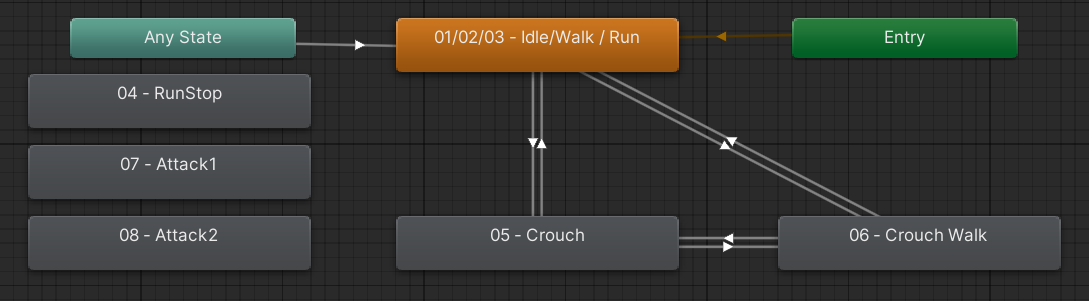 Any State
01/02/03 - Idle/Walk / Run
Entry
04 - RunStop
07 - Attack1
08 - Attack2
05 - Crouch
06 - Crouch Walk